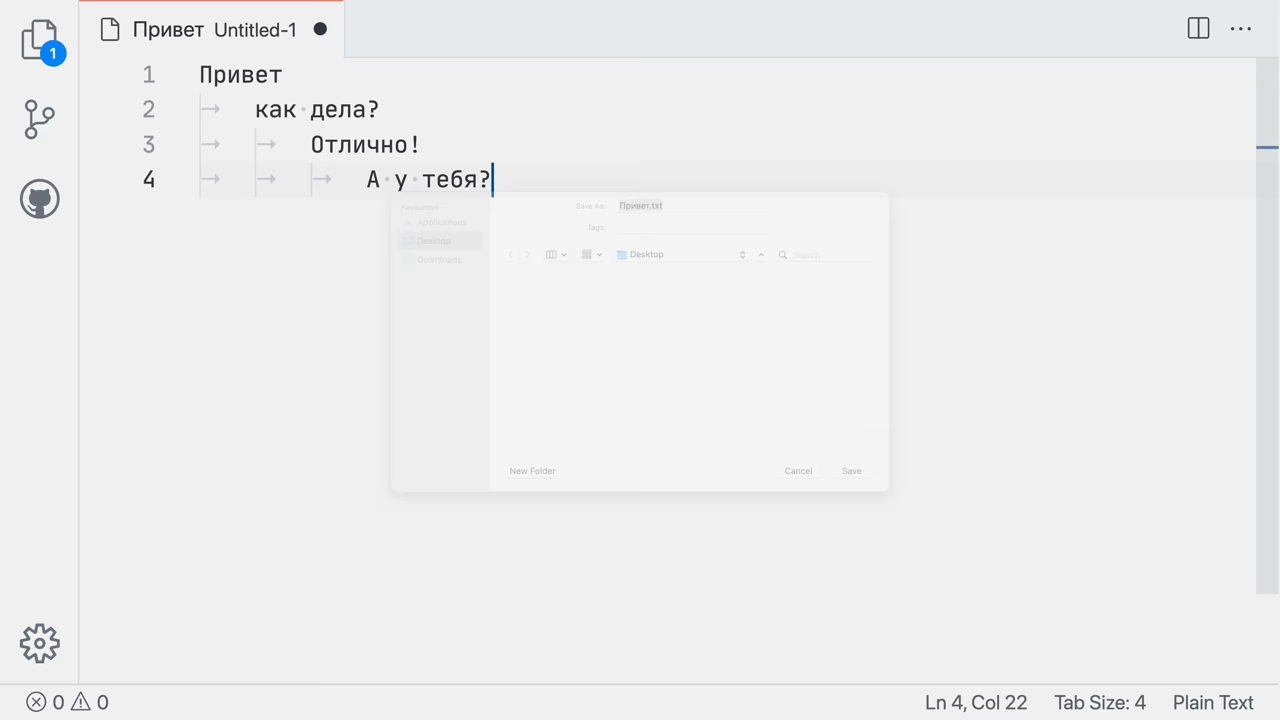 Привет Untitled-1
1
1 Привет
2 как дела?
3 Отлично!
4 А у тебя?
Favourites
Applications
Desktop
Downloads
Save As: Привет.txt
Tags:
Desktop
Search
New Folder
Cancel Save
0 0
Ln 4, Col 22 Tab Size: 4 Plain Text